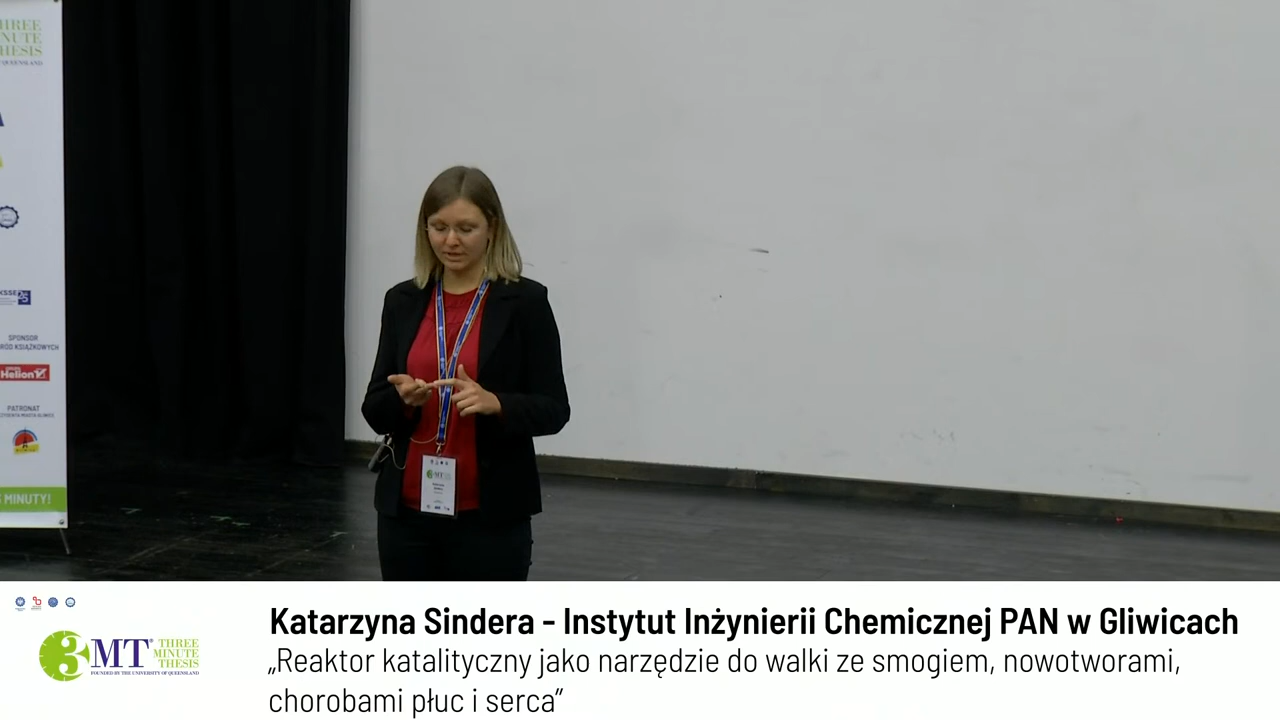 THREE
MINUTE
THESIS
SPONSOR
Helion
PATRONAT
MINUTY!
3MT
Katarzyna Sindera - Instytut Inżynierii Chemicznej PAN w Gliwicach
„Reaktor katalityczny jako narzędzie do walki ze smogiem, nowotworami,
chorobami płuc i serca”
3MT® THREE
MINUTE
THESIS
FOUNDED BY THE UNIVERSITY OF QUEENSLAND